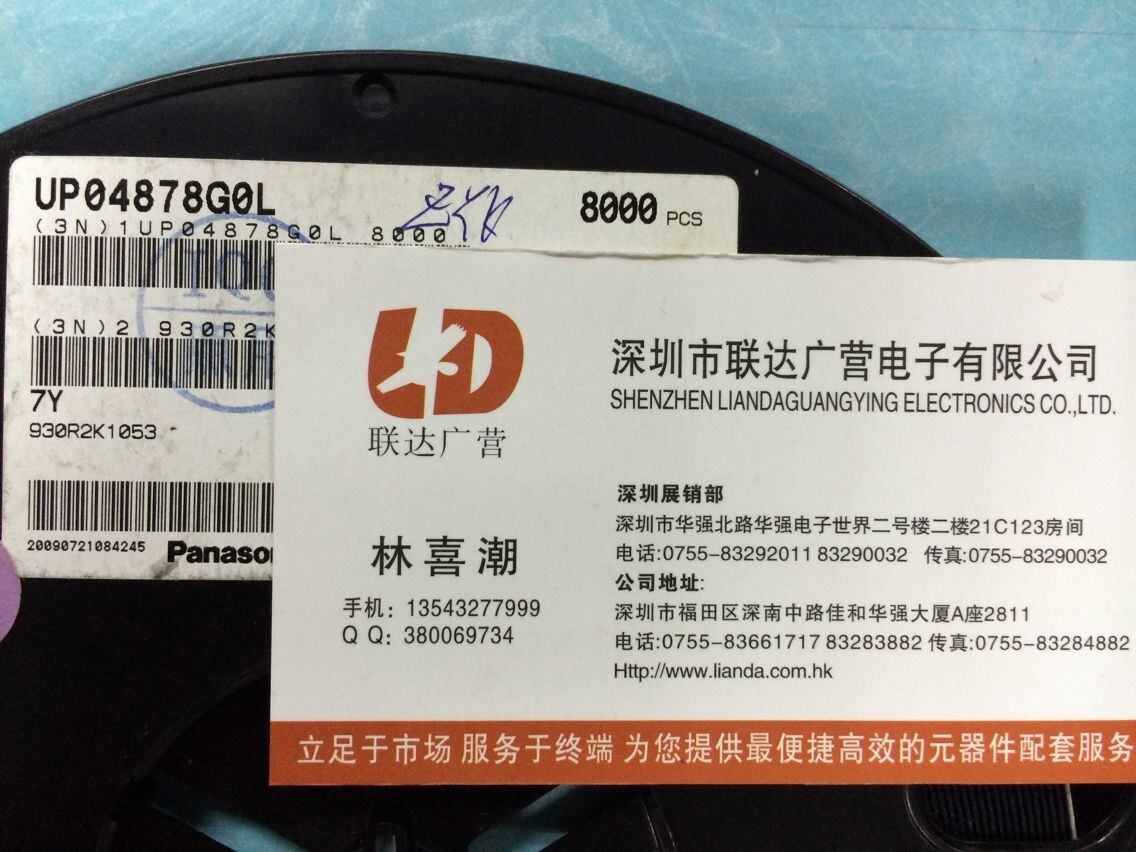 UP04878G0L 8000 PCS
(3N)1UP04878G0L 8000
IQC
(3N)2 930R2K
7Y
930R2K1053
20090721084245 Panaso
联达广营
深圳市联达广营电子有限公司
SHENZHEN LIANDAGUANGYING ELECTRONICS CO.,LTD.
林喜潮
手机：13543277999
QQ：380069734
深圳展销部
深圳市华强北路华强电子世界二号楼二楼21C123房间
电话:0755-83292011 83290032 传真:0755-83290032
公司地址:
深圳市福田区深南中路佳和华强大厦A座2811
电话:0755-83661717 83283882 传真:0755-83284882
Http://www.lianda.com.hk
立足于市场 服务于终端 为您提供最便捷高效的元器件配套服务